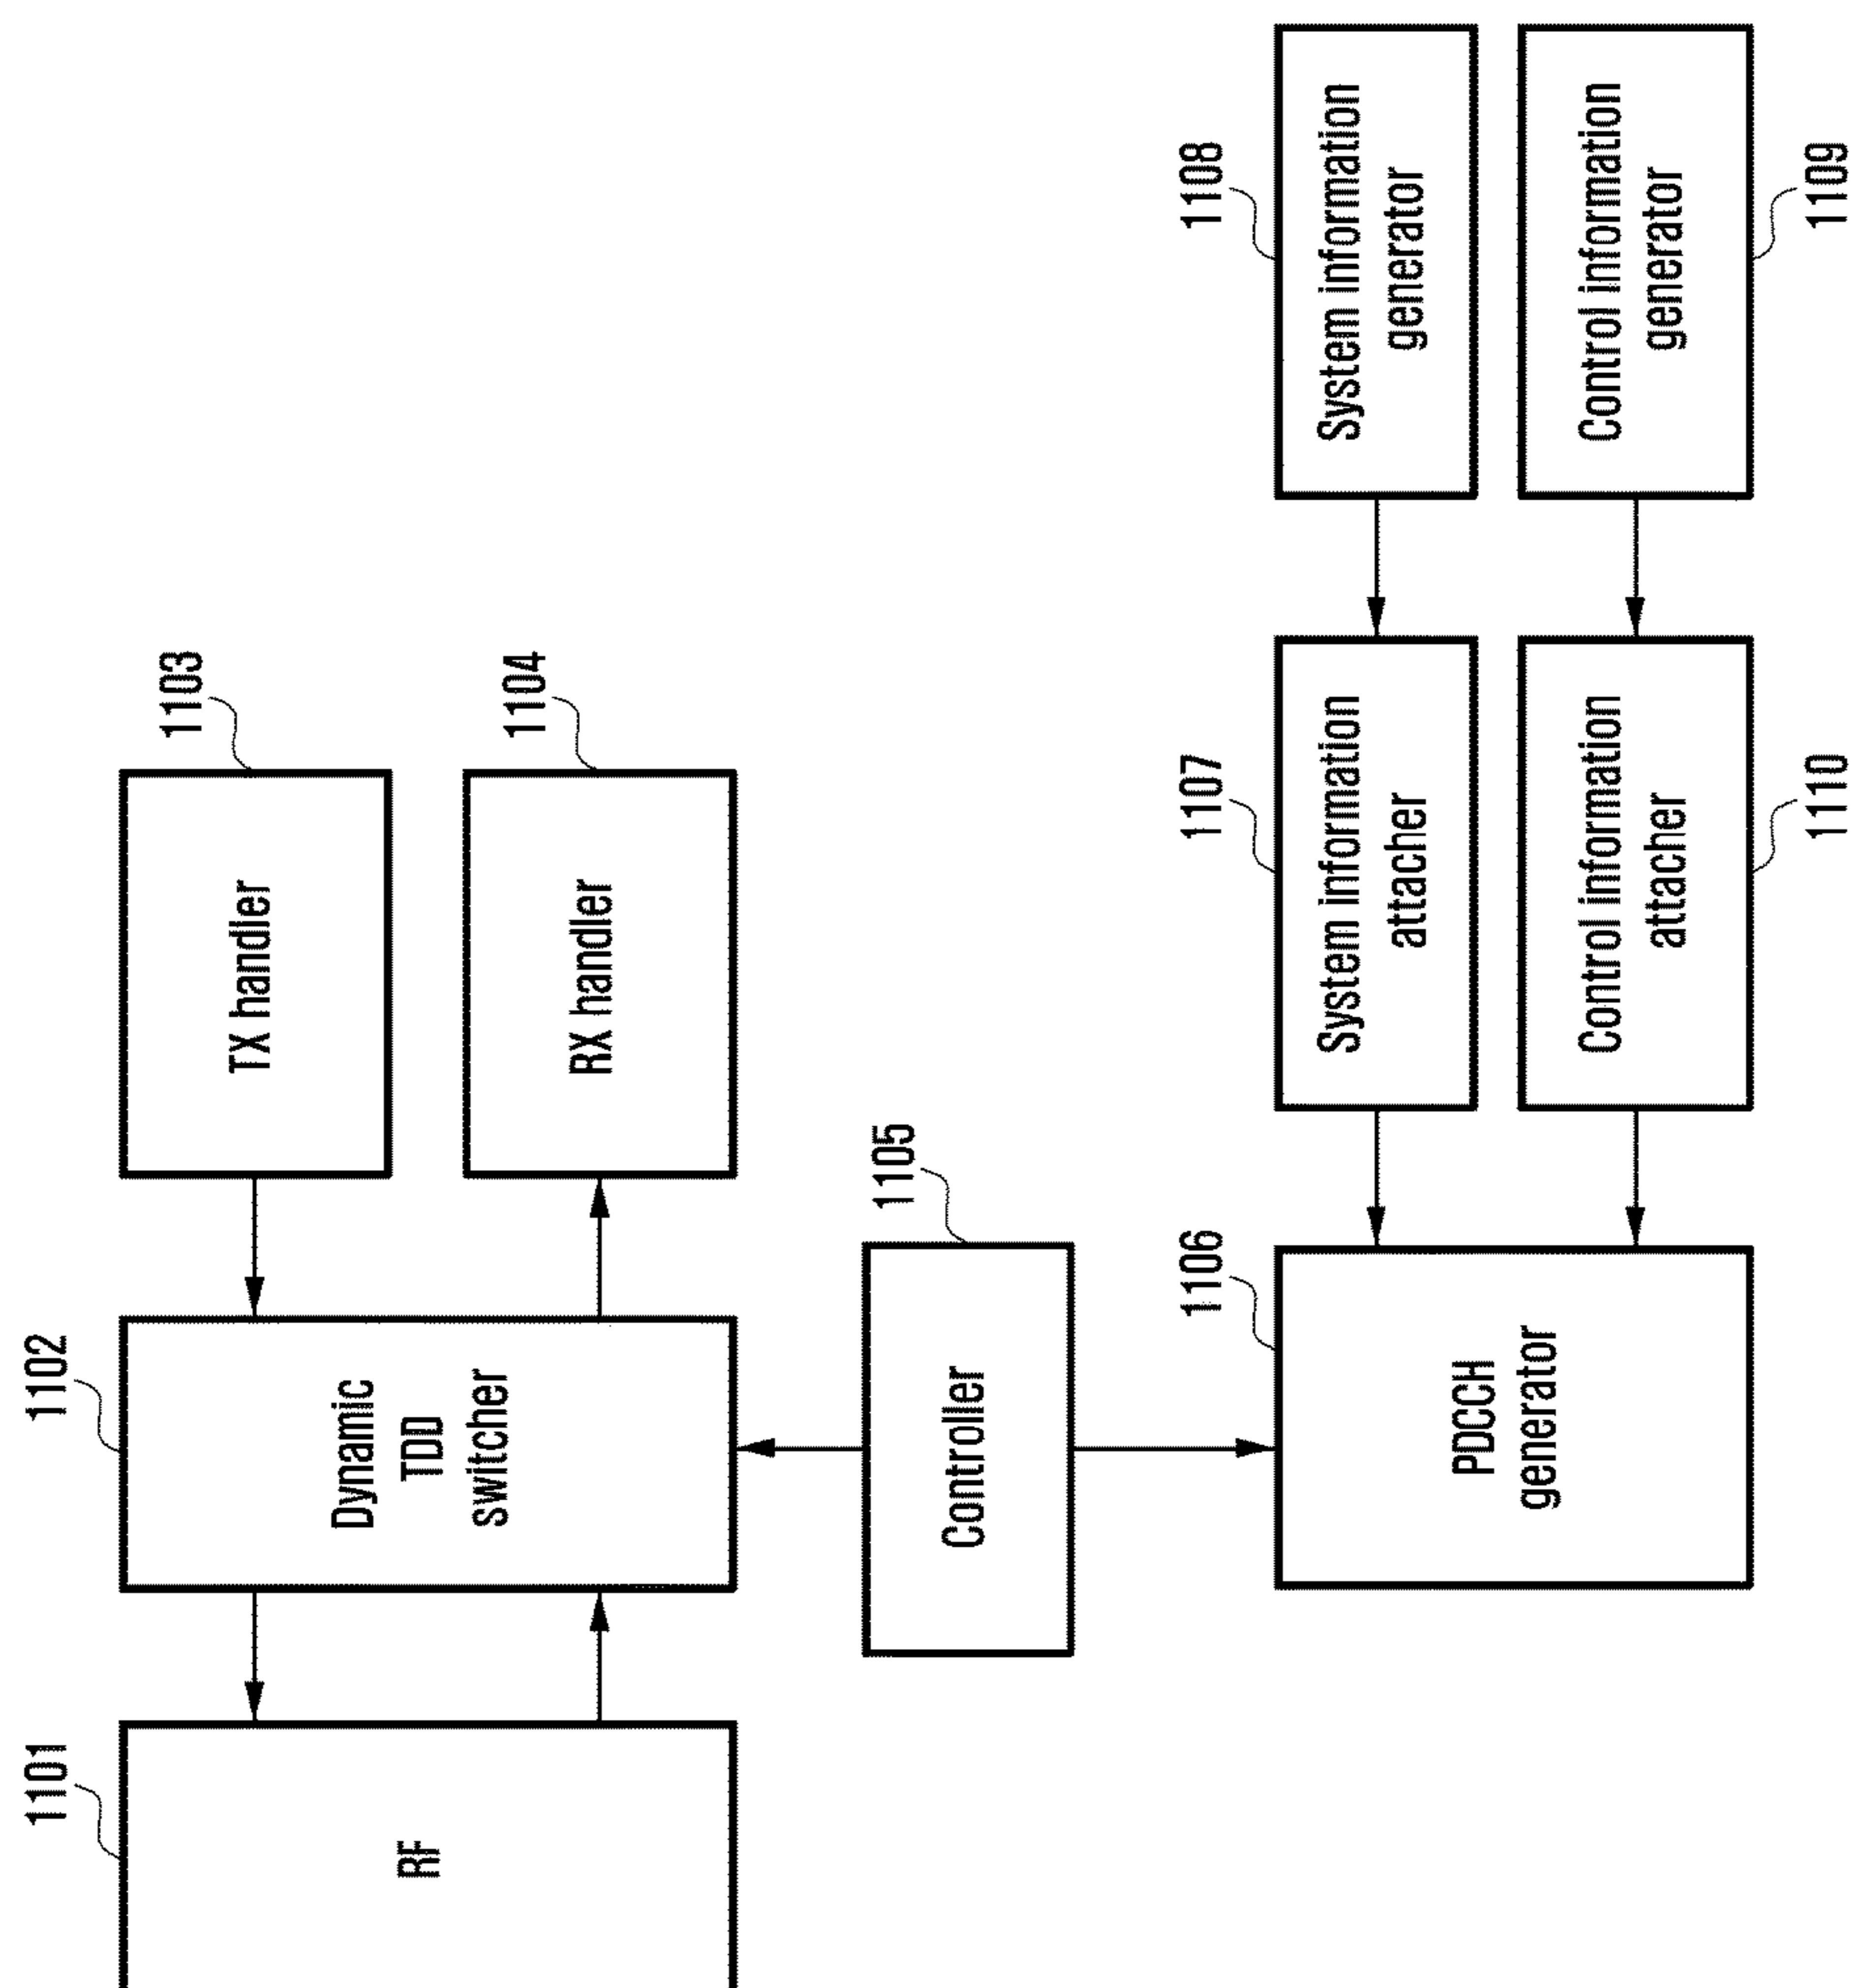 1101
RF
1102
Dynamic
TDD
switcher
1103
TX handler
1104
RX handler
1105
Controller
1106
PDCCH
generator
1107
System information
attacher
1108
System information
generator
Control information
attacher
1110
Control information
generator
1109